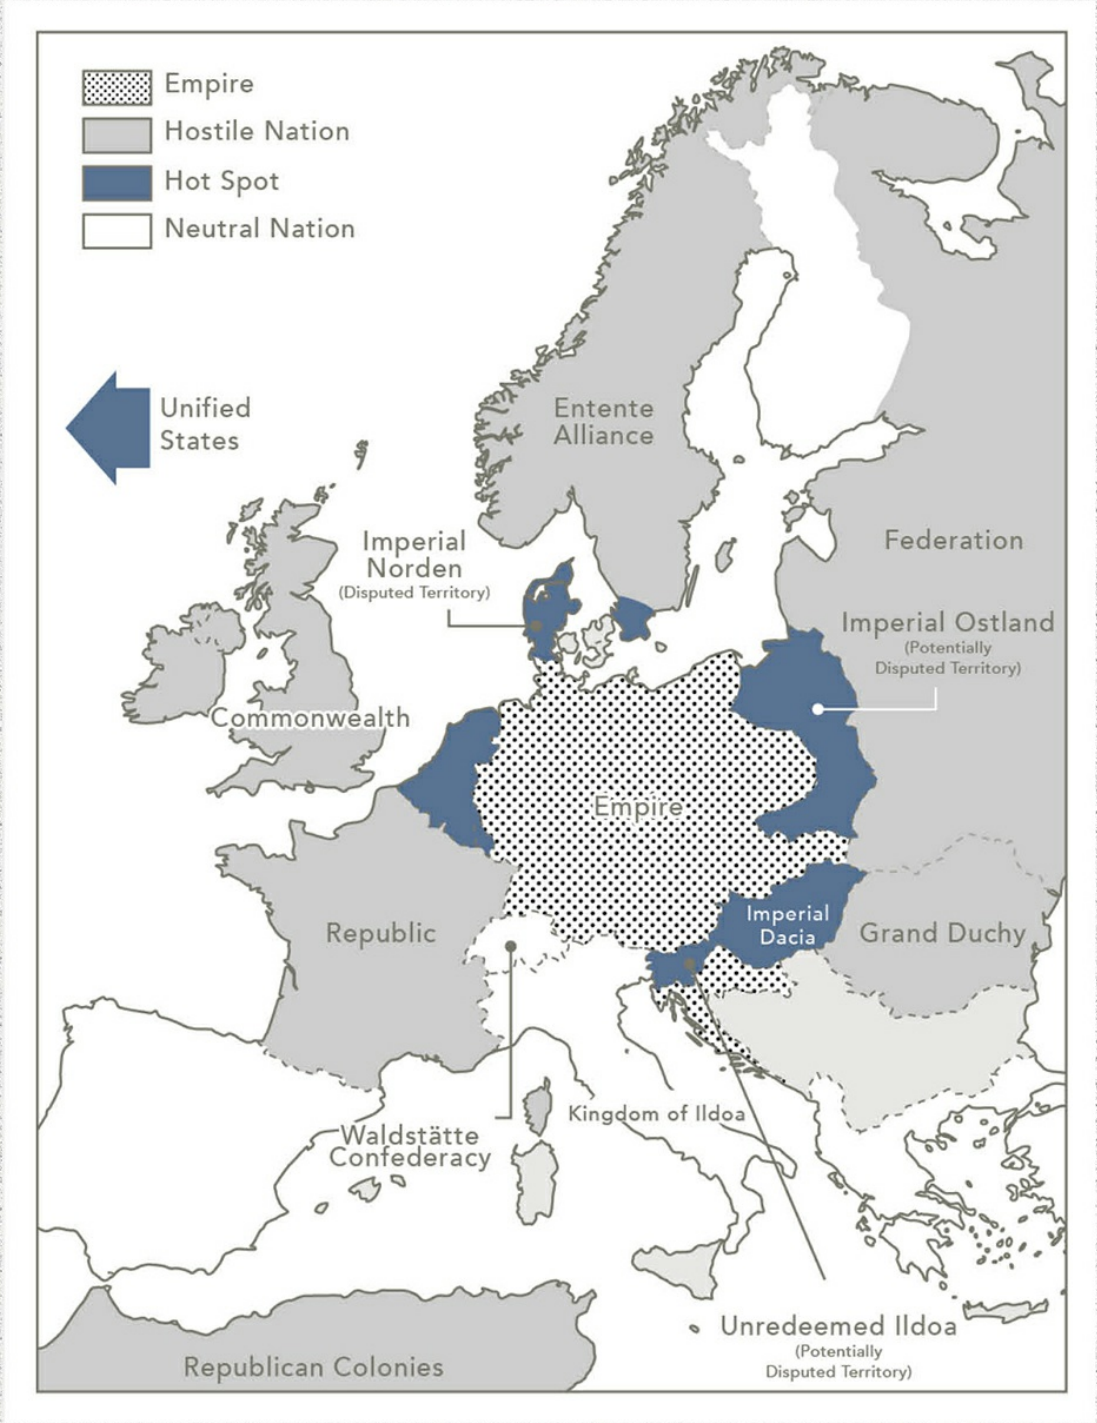 Empire
Hostile Nation
Hot Spot
Neutral Nation
Unified
States
Entente
Alliance
Imperial
Norden
(Disputed Territory)
Federation
Imperial Ostland
(Potentially
Disputed Territory)
Commonwealth
Empire
Imperial
Dacia
Grand Duchy
Republic
Kingdom of Ildoa
Waldstätte
Confederacy
Unredeemed Ildoa
(Potentially
Disputed Territory)
Republican Colonies